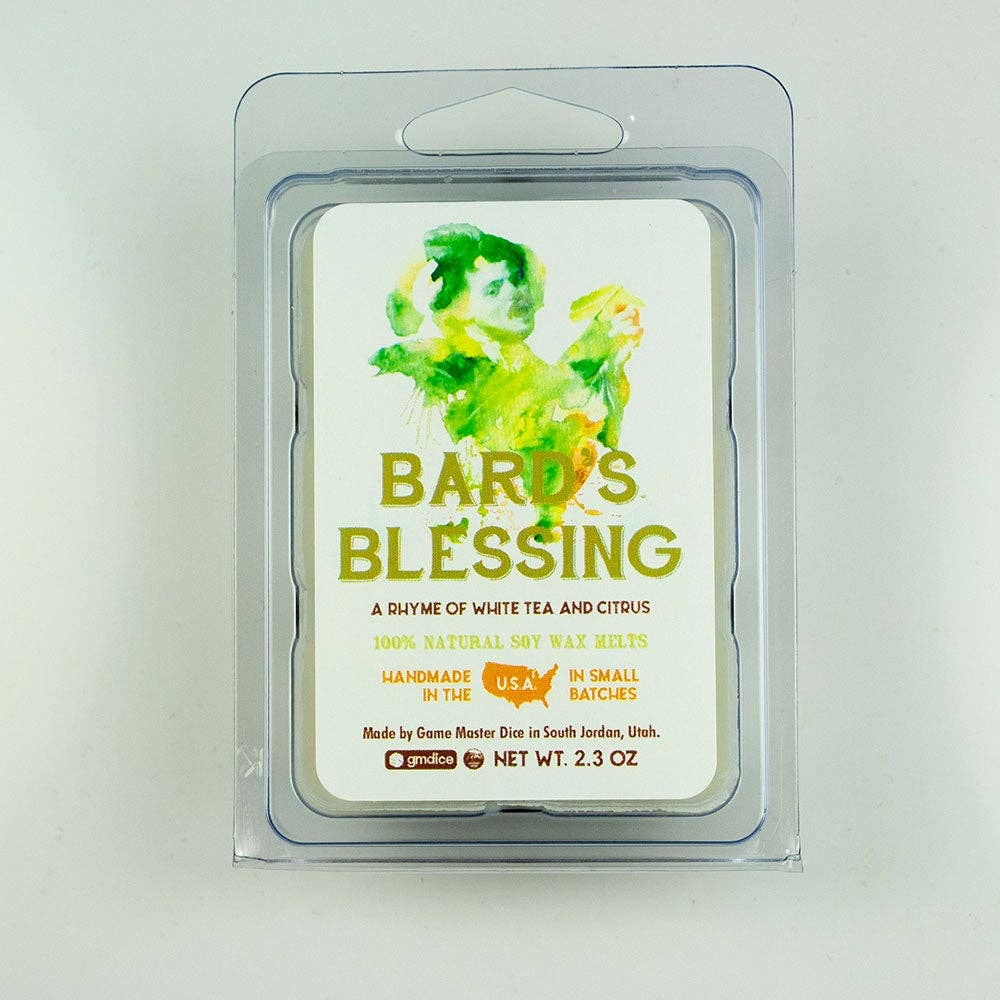 BARD'S
BLESSING
A RHYME OF WHITE TEA AND CITRUS
100% NATURAL SOY WAX MELTS
HANDMADE IN THE
U.S.A.
IN SMALL BATCHES
Made by Game Master Dice in South Jordan, Utah.
gmdice NET WT. 2.3 OZ